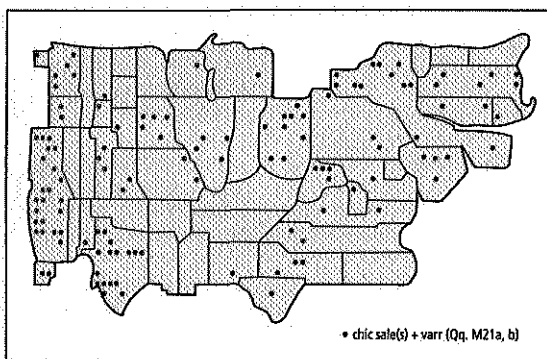 • chic sale(s) + varr (Qq. M21a, b)